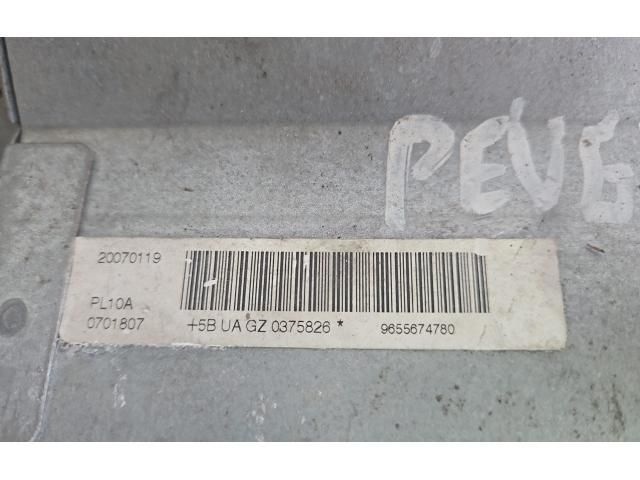 PEUG
20070119
PL10A
0701807
+5B UA GZ 0375826 *
9655674780